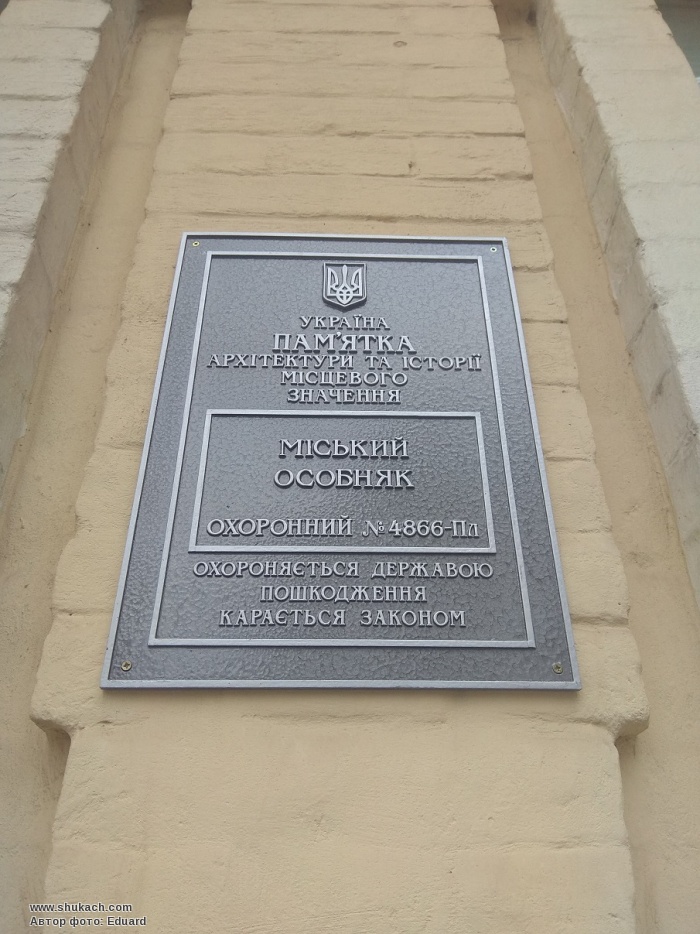 УКРАЇНА
ПАМ'ЯТКА
АРХІТЕКТУРИ ТА ІСТОРІЇ
МІСЦЕВОГО
ЗНАЧЕННЯ
МІСЬКИЙ
ОСОБНЯК
ОХОРОННИЙ №4866-Пл
ОХОРОНЯЄТЬСЯ ДЕРЖАВОЮ
ПОШКОДЖЕННЯ
КАРАЄТЬСЯ ЗАКОНОМ
www.shukach.com
Автор фото: Eduard